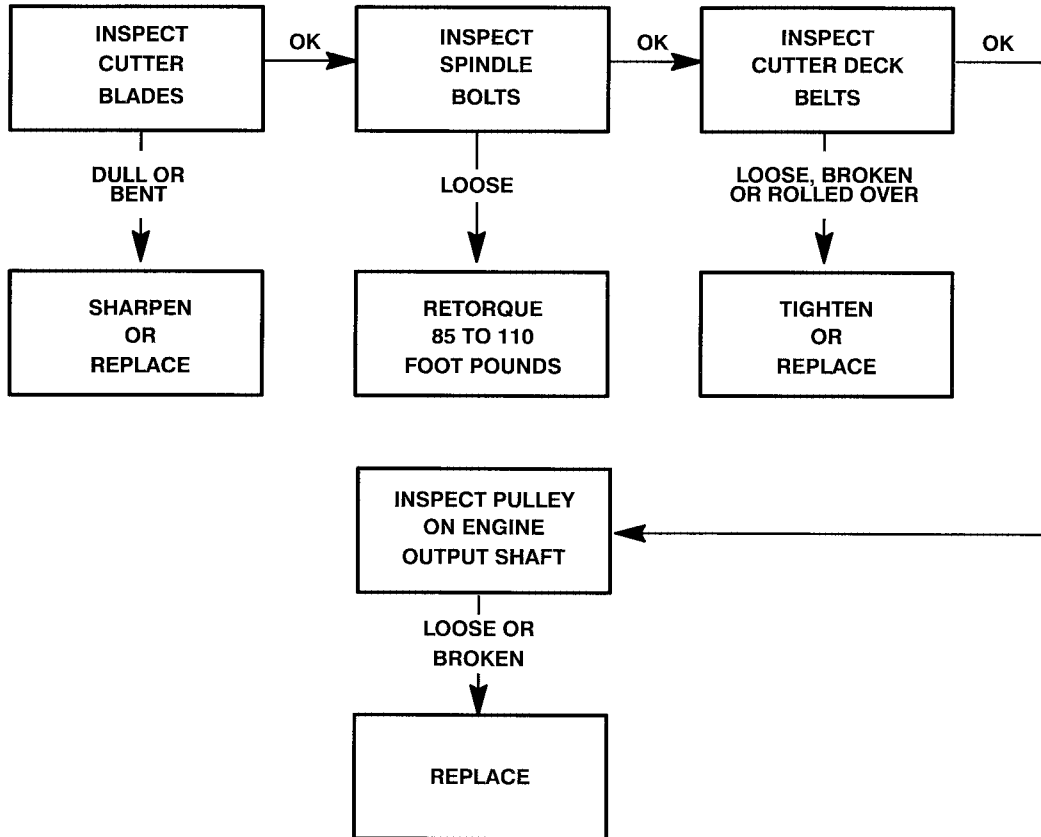 INSPECT
CUTTER
BLADES
OK
INSPECT
SPINDLE
BOLTS
OK
INSPECT
CUTTER DECK
BELTS
OK
DULL OR
BENT
LOOSE
LOOSE, BROKEN
OR ROLLED OVER
SHARPEN
OR
REPLACE
RETORQUE
85 TO 110
FOOT POUNDS
TIGHTEN
OR
REPLACE
INSPECT PULLEY
ON ENGINE
OUTPUT SHAFT
LOOSE OR
BROKEN
REPLACE